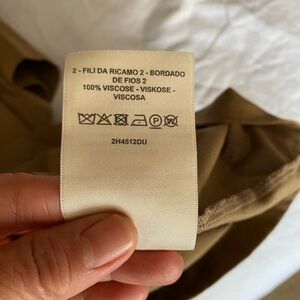 2 - FILI DA RICAMO 2 - BORDADO
DE FIOS 2
100% VISCOSE - VISKOSE -
VISCOSA
P W
2H4512DU